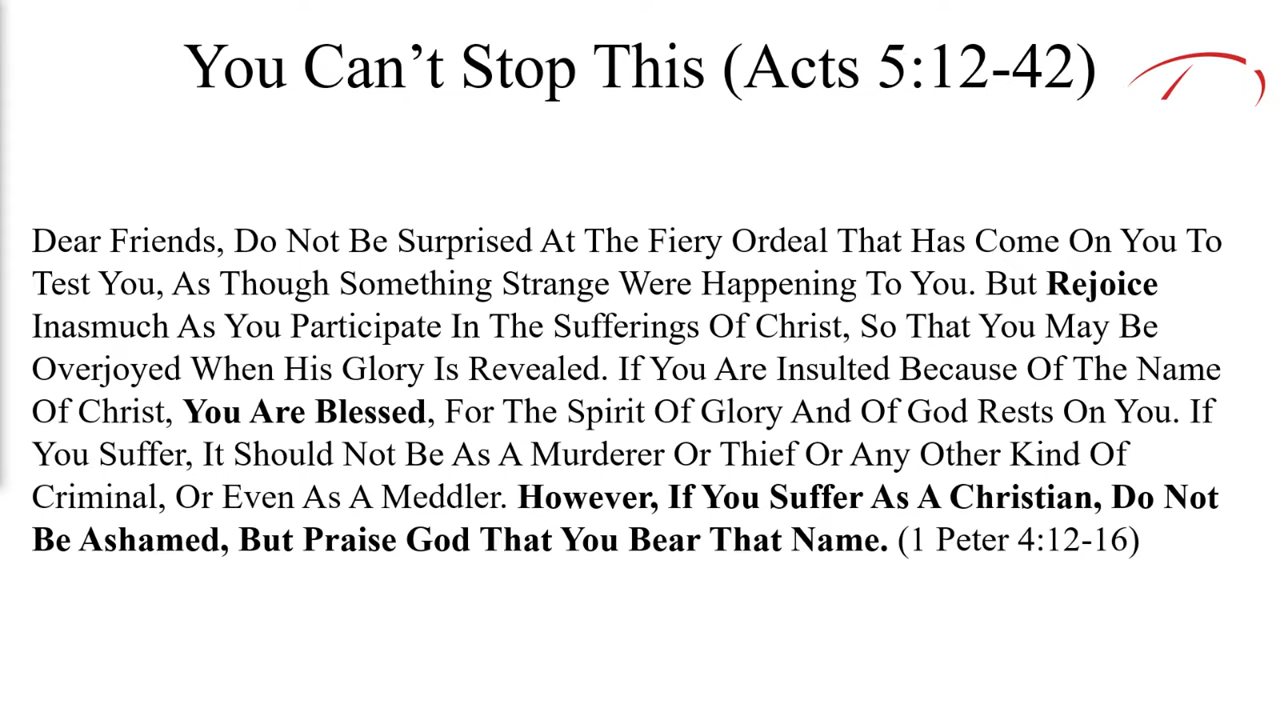 You Can’t Stop This (Acts 5:12-42)
Dear Friends, Do Not Be Surprised At The Fiery Ordeal That Has Come On You To
Test You, As Though Something Strange Were Happening To You. But Rejoice
Inasmuch As You Participate In The Sufferings Of Christ, So That You May Be
Overjoyed When His Glory Is Revealed. If You Are Insulted Because Of The Name
Of Christ, You Are Blessed, For The Spirit Of Glory And Of God Rests On You. If
You Suffer, It Should Not Be As A Murderer Or Thief Or Any Other Kind Of
Criminal, Or Even As A Meddler. However, If You Suffer As A Christian, Do Not
Be Ashamed, But Praise God That You Bear That Name. (1 Peter 4:12-16)